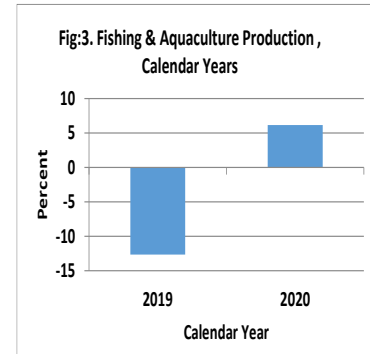 Fig:3. Fishing & Aquaculture Production ,
Calendar Years
10
5
0
-5
-10
-15
Percent
2019 2020
Calendar Year